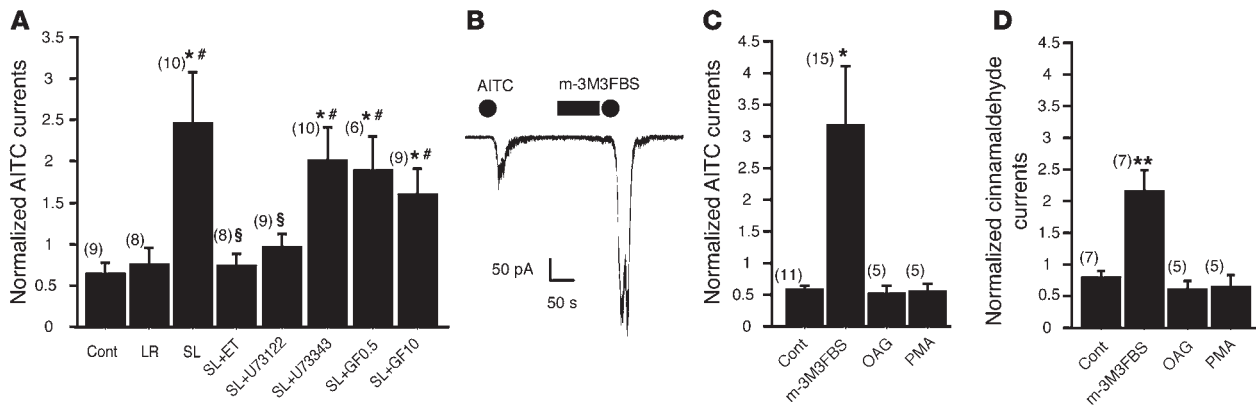 A
Normalized AITC currents
3.5
3
2.5
2
1.5
1
0.5
0
(9)
(8)
(10) * #
(8) §
(9) §
(10) * #
(6) * #
(9) * #
Cont
LR
SL
SL+ET
SL+U73122
SL+U73343
SL+GF0.5
SL+GF10
B
AITC
m-3M3FBS
50 pA
50 s
C
Normalized AITC currents
4.5
4
3.5
3
2.5
2
1.5
1
0.5
0
(11)
(15) *
(5)
(5)
Cont
m-3M3FBS
OAG
PMA
D
Normalized cinnamaldehyde
currents
4.5
4
3.5
3
2.5
2
1.5
1
0.5
0
(7)
(7) **
(5)
(5)
Cont
m-3M3FBS
OAG
PMA